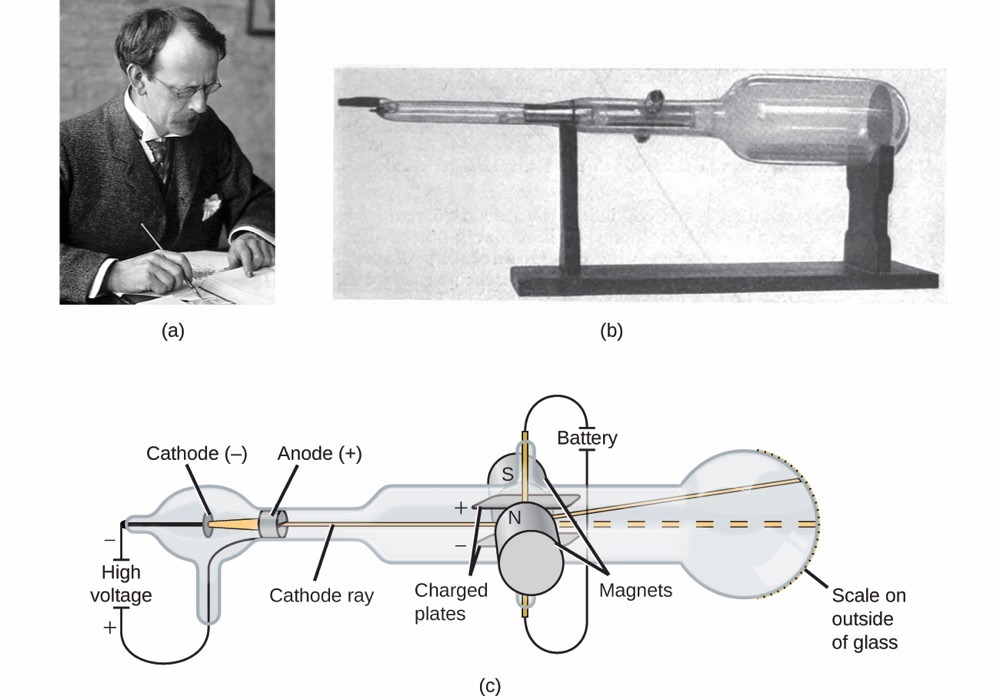 (a)
(b)
Cathode (–)
Anode (+)
Battery
S
+
N
–
–
High
voltage
+
Cathode ray
Charged
plates
Magnets
Scale on
outside
of glass
(c)